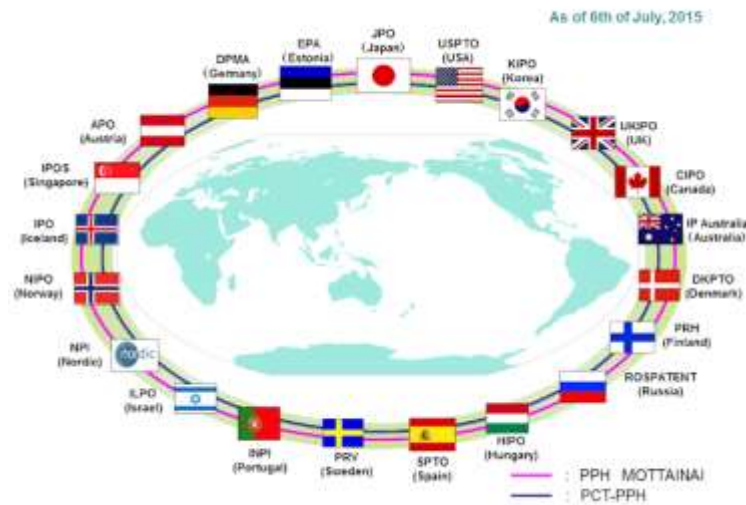 As of 6th of July, 2015
JPO
(Japan)
USPTO
(USA)
KIPO
(Korea)
UKIPO
(UK)
CIPO
(Canada)
IP Australia
(Australia)
DKPTO
(Denmark)
PRH
(Finland)
ROSPATENT
(Russia)
HIPO
(Hungary)
SPTO
(Spain)
PRV
(Sweden)
INPI
(Portugal)
ILPO
(Israel)
NPI
(Nordic)
nordic
NIPO
(Norway)
IPO
(Iceland)
IPOS
(Singapore)
APO
(Austria)
DPMA
(Germany)
EPA
(Estonia)
: PPH MOTTAINAI
: PCT-PPH